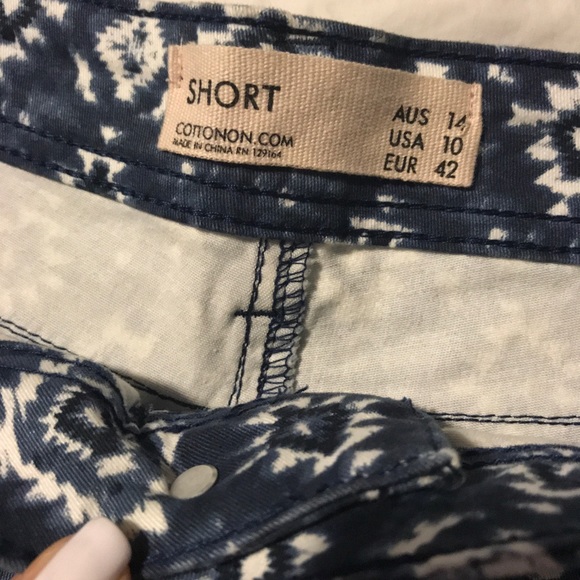 SHORT
COTTONON.COM
MADE IN CHINA RN 129164
AUS 14
USA 10
EUR 42